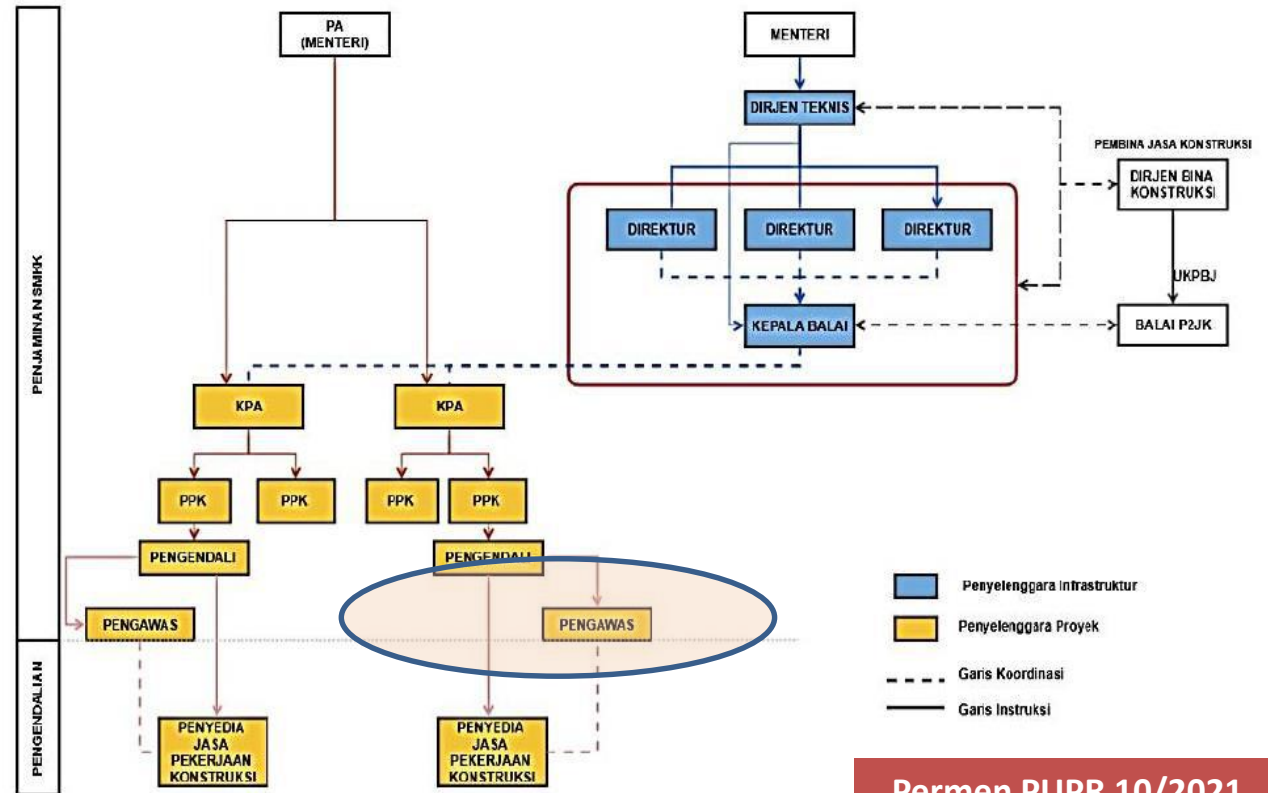 PA
(MENTERI)
MENTERI
DIRJEN TEKNIS
PEMBINA JASA KONSTRUKSI
DIRJEN BINA
KONSTRUKSI
DIREKTUR
DIREKTUR
DIREKTUR
UKPBJ
KEPALA BALAI
BALAI P2JK
PENJAMINAN SMKK
KPA
KPA
PPK
PPK
PPK
PPK
PENGENDALI
PENGENDALI
PENGAWAS
PENGAWAS
Penyelenggara Infrastruktur
Penyelenggara Proyek
Garis Koordinasi
Garis Instruksi
PENGENDALIAN
PENYEDIA
JASA
PEKERJAAN
KONSTRUKSI
PENYEDIA
JASA
PEKERJAAN
KONSTRUKSI
Permen PUPR 10/2021